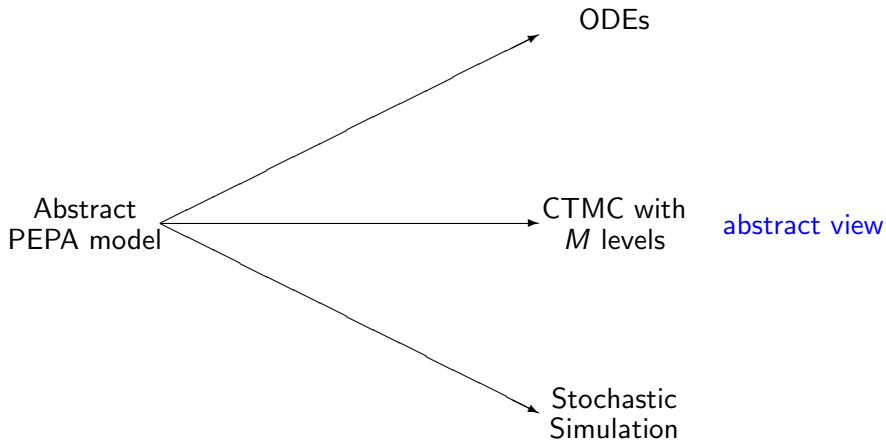 ODEs
Abstract
PEPA model
CTMC with
M levels
abstract view
Stochastic
Simulation